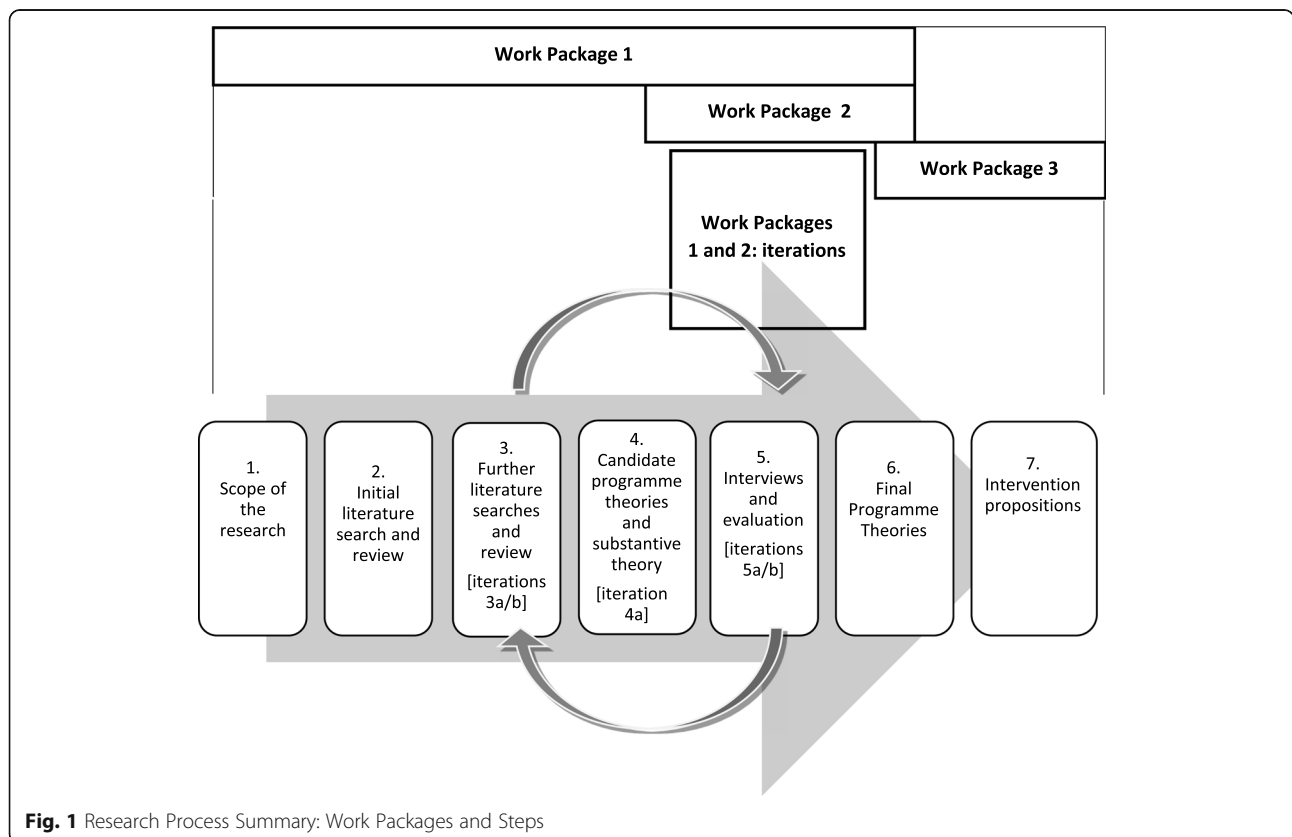 Work Package 1
Work Package 2
Work Package 3
Work Packages
1 and 2: iterations
1.
Scope of
the
research
2.
Initial
literature
search and
review
3.
Further
literature
searches
and
review
[iterations
3a/b]
4.
Candidate
programme
theories
and
substantive
theory
[iteration
4a]
5.
Interviews
and
evaluation
[iterations
5a/b]
6.
Final
Programme
Theories
7.
Intervention
propositions
Fig. 1 Research Process Summary: Work Packages and Steps